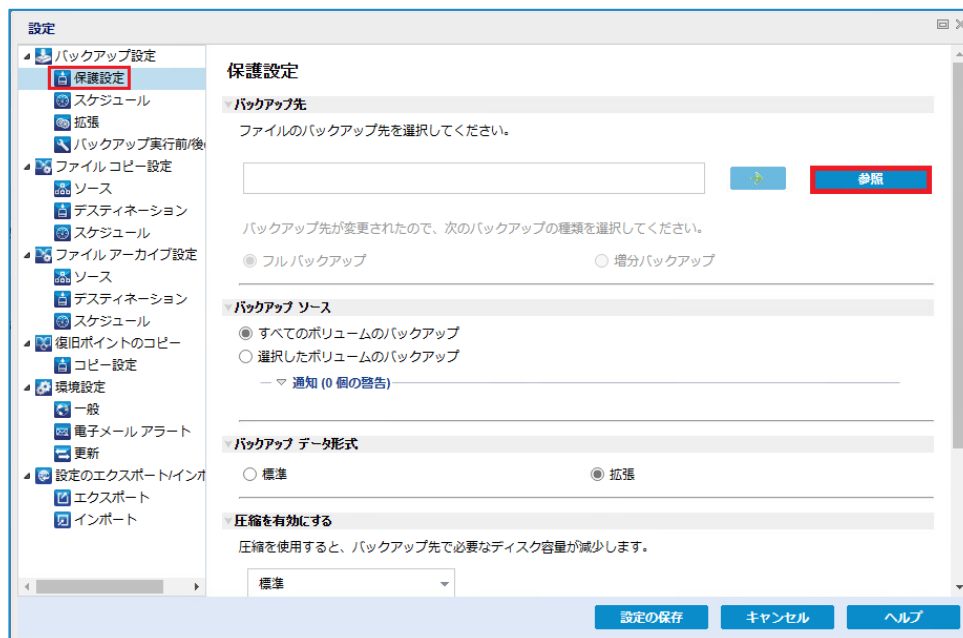 設定
バックアップ設定
保護設定
スケジュール
拡張
バックアップ実行前/後
ファイル コピー設定
ソース
デスティネーション
スケジュール
ファイル アーカイブ設定
ソース
デスティネーション
スケジュール
復旧ポイントのコピー
コピー設定
環境設定
一般
電子メール アラート
更新
設定のエクスポート/インポ
エクスポート
インポート
保護設定
バックアップ先
ファイルのバックアップ先を選択してください。
参照
バックアップ先が変更されたので、次のバックアップの種類を選択してください。
フル バックアップ
増分バックアップ
バックアップ ソース
すべてのボリュームのバックアップ
選択したボリュームのバックアップ
通知 (0 個の警告)
バックアップ データ形式
標準
拡張
圧縮を有効にする
圧縮を使用すると、バックアップ先で必要なディスク容量が減少します。
標準
設定の保存
キャンセル
ヘルプ